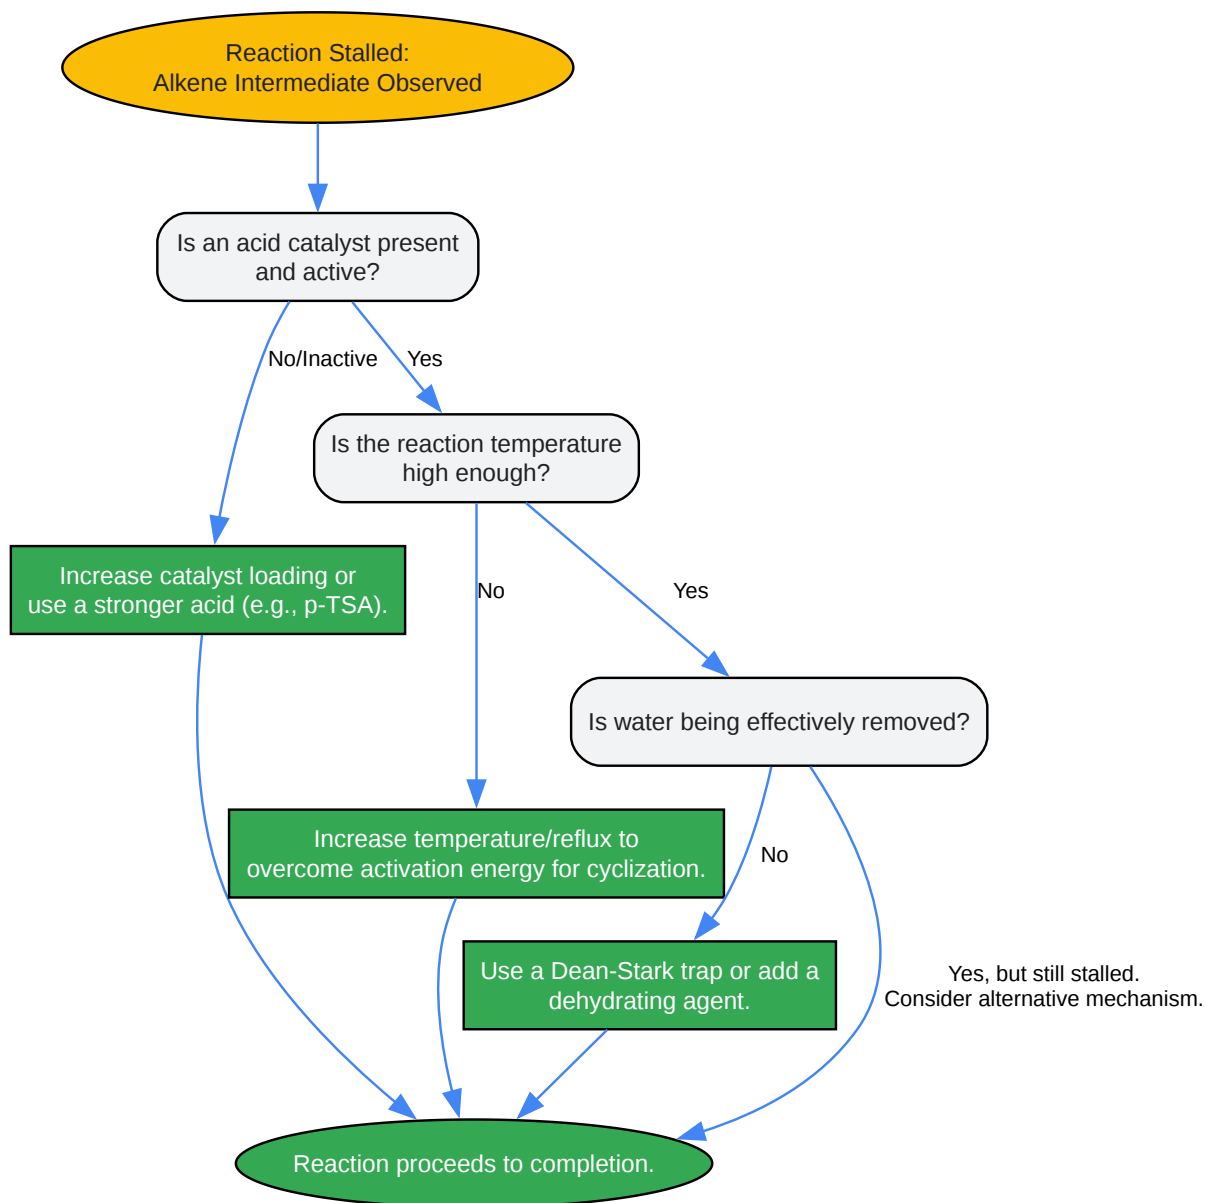 Reaction Stalled:
Alkene Intermediate Observed
Is an acid catalyst present
and active?
No/Inactive
Yes
Is the reaction temperature
high enough?
Increase catalyst loading or
use a stronger acid (e.g., p-TSA).
No
Yes
Is water being effectively removed?
Increase temperature/reflux to
overcome activation energy for cyclization.
No
Use a Dean-Stark trap or add a
dehydrating agent.
Yes, but still stalled.
Consider alternative mechanism.
Reaction proceeds to completion.